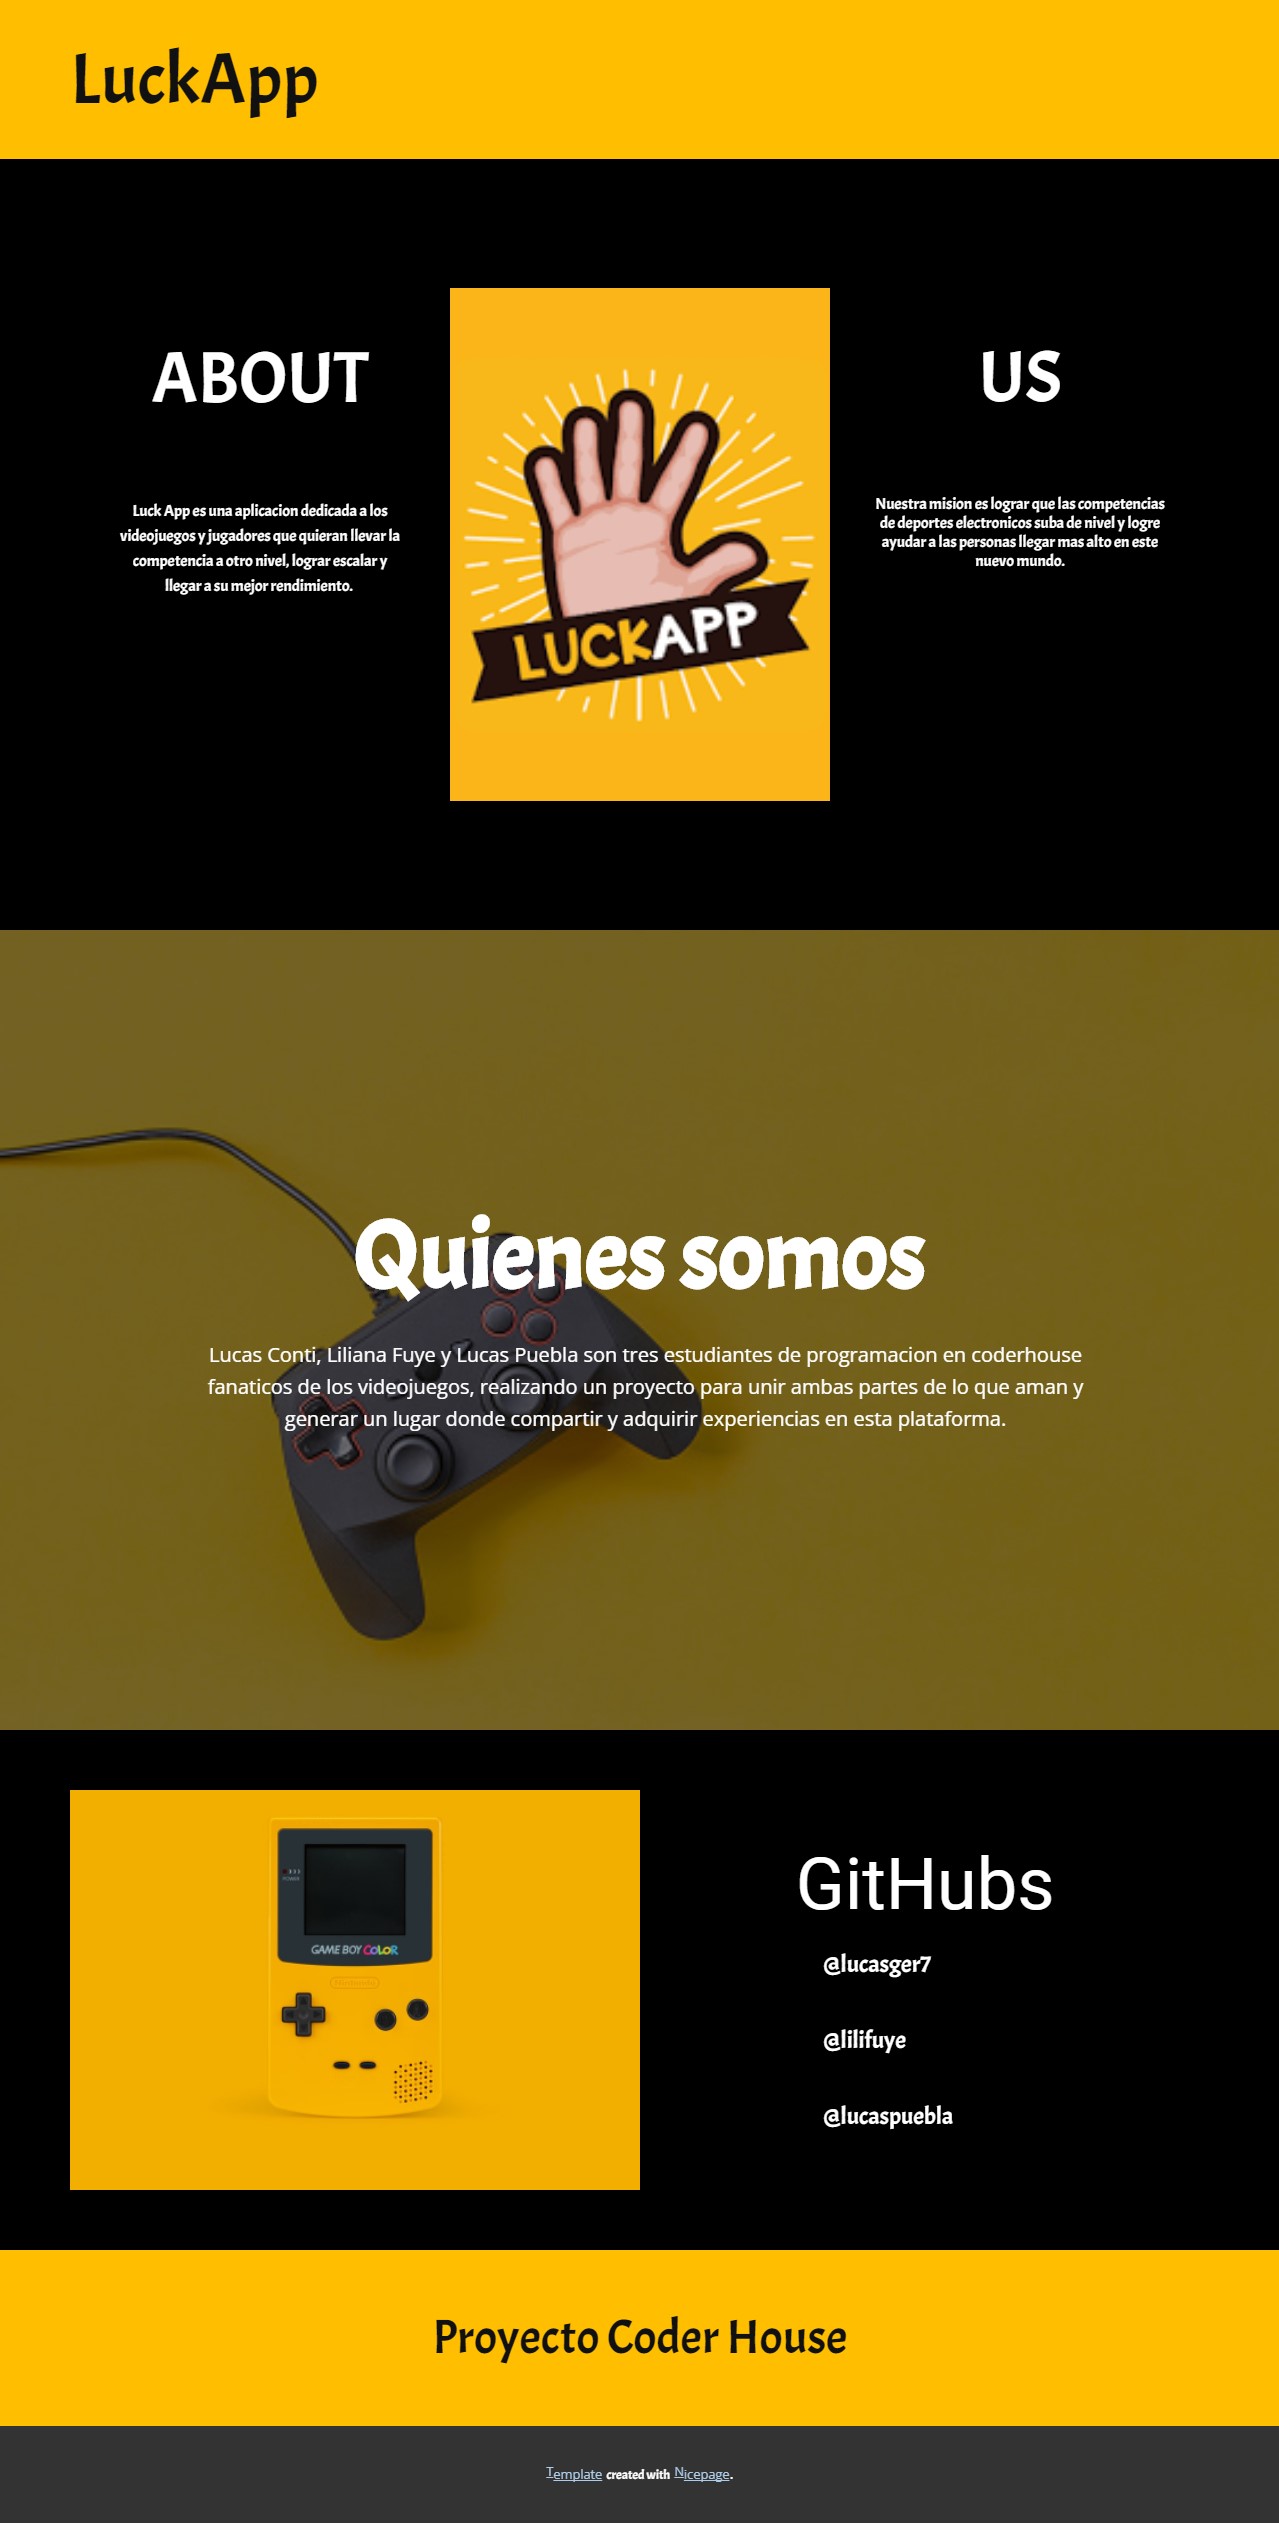 LuckApp
ABOUT
Luck App es una aplicacion dedicada a los
videojuegos y jugadores que quieran llevar la
competencia a otro nivel, lograr escalar y
llegar a su mejor rendimiento.
LUCKAPP
US
Nuestra mision es lograr que las competencias
de deportes electronicos suba de nivel y logre
ayudar a las personas llegar mas alto en este
nuevo mundo.
Quienes somos
Lucas Conti, Liliana Fuye y Lucas Puebla son tres estudiantes de programacion en coderhouse
fanaticos de los videojuegos, realizando un proyecto para unir ambas partes de lo que aman y
generar un lugar donde compartir y adquirir experiencias en esta plataforma.
POWER
GAME BOY COLOR
Nintendo
GitHubs
@lucasger7
@lilifuye
@lucaspuebla
Proyecto Coder House
Template created with Nicepage.